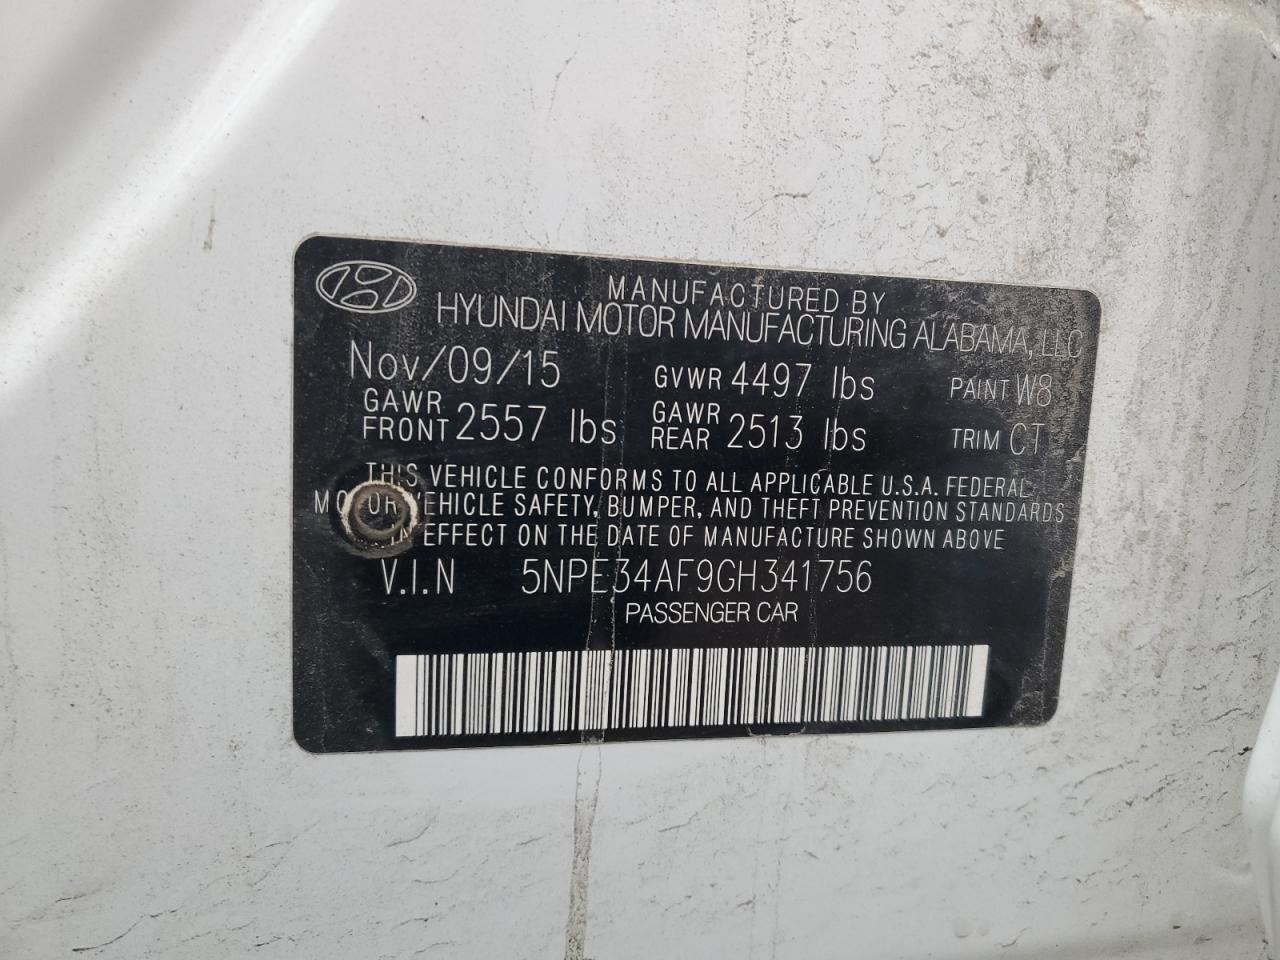 MANUFACTURED BY
HYUNDAI MOTOR MANUFACTURING ALABAMA, LLC
Nov/09/15 GVWR 4497 lbs PAINT W8
GAWR FRONT 2557 lbs GAWR REAR 2513 lbs TRIM CT
THIS VEHICLE CONFORMS TO ALL APPLICABLE U.S.A. FEDERAL
MOTOR VEHICLE SAFETY, BUMPER, AND THEFT PREVENTION STANDARDS
IN EFFECT ON THE DATE OF MANUFACTURE SHOWN ABOVE
V.I.N 5NPE34AF9GH341756
PASSENGER CAR